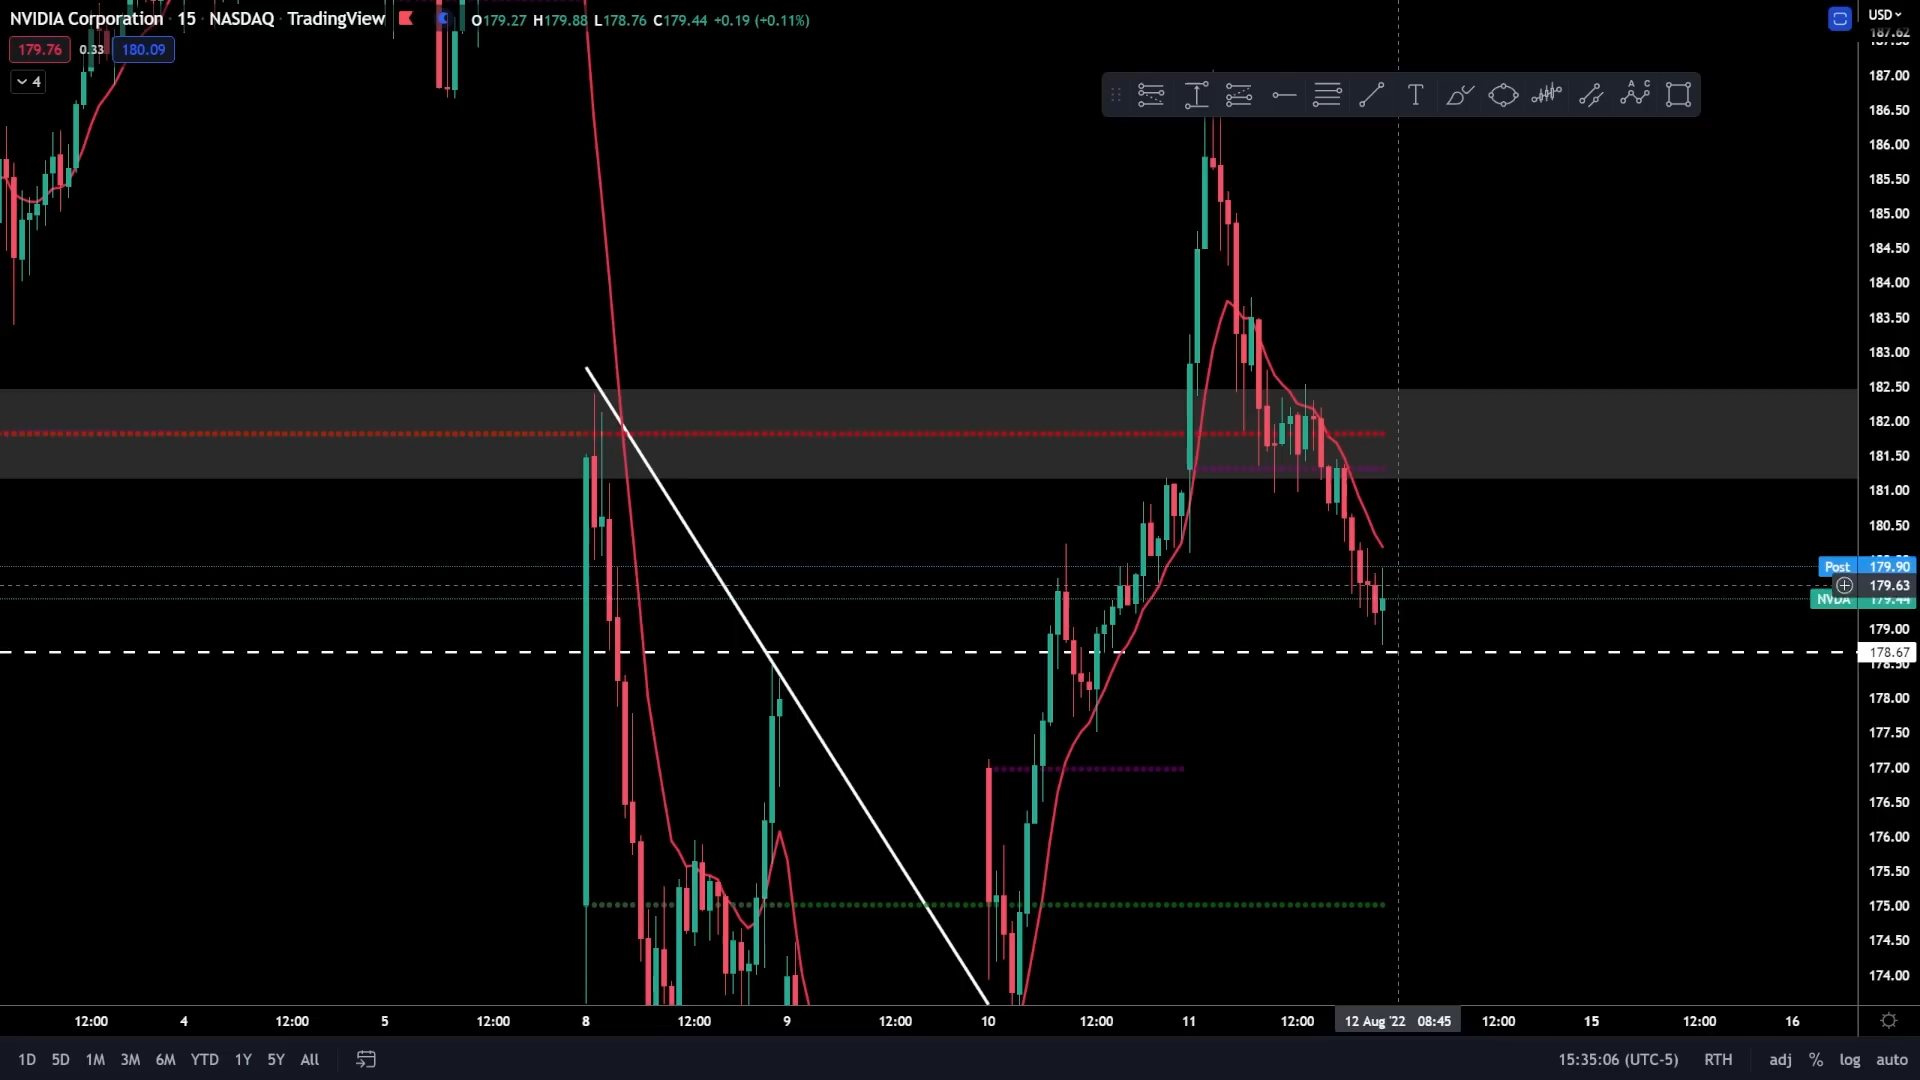 NVIDIA Corporation · 15 · NASDAQ · TradingView
O179.27 H179.88 L178.76 C179.44 +0.19 (+0.11%)
179.76 0.33 180.09
4
USD
187.00
186.50
186.00
185.50
185.00
184.50
184.00
183.50
183.00
182.50
182.00
181.50
181.00
180.50
Post 179.90
179.63
NVDA 179.44
179.00
178.67
178.50
178.00
177.50
177.00
176.50
176.00
175.50
175.00
174.50
174.00
A C
12:00 4 12:00 5 12:00 8 12:00 9 12:00 10 12:00 11 12:00 12 Aug '22 08:45 12:00 15 12:00 16
1D 5D 1M 3M 6M YTD 1Y 5Y All
15:35:06 (UTC-5) RTH adj % log auto